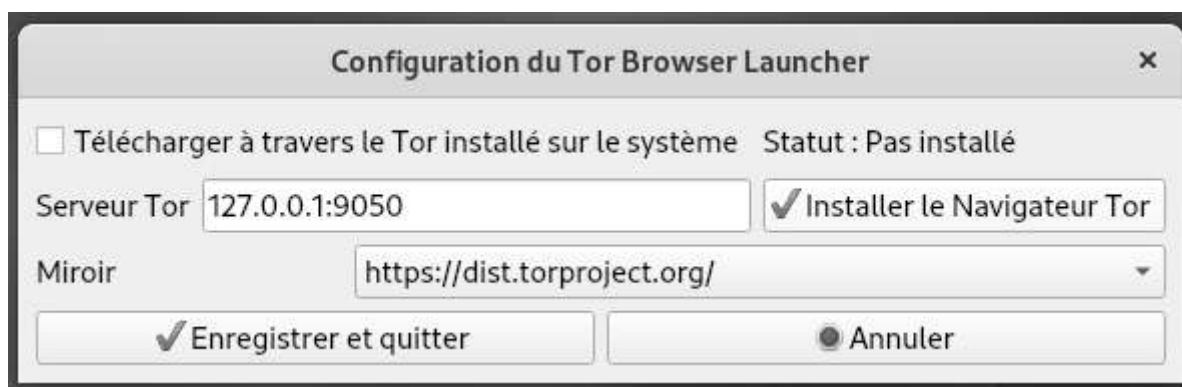 Configuration du Tor Browser Launcher
Télécharger à travers le Tor installé sur le système Statut : Pas installé
Serveur Tor 127.0.0.1:9050 Installer le Navigateur Tor
Miroir https://dist.torproject.org/
Enregistrer et quitter Annuler